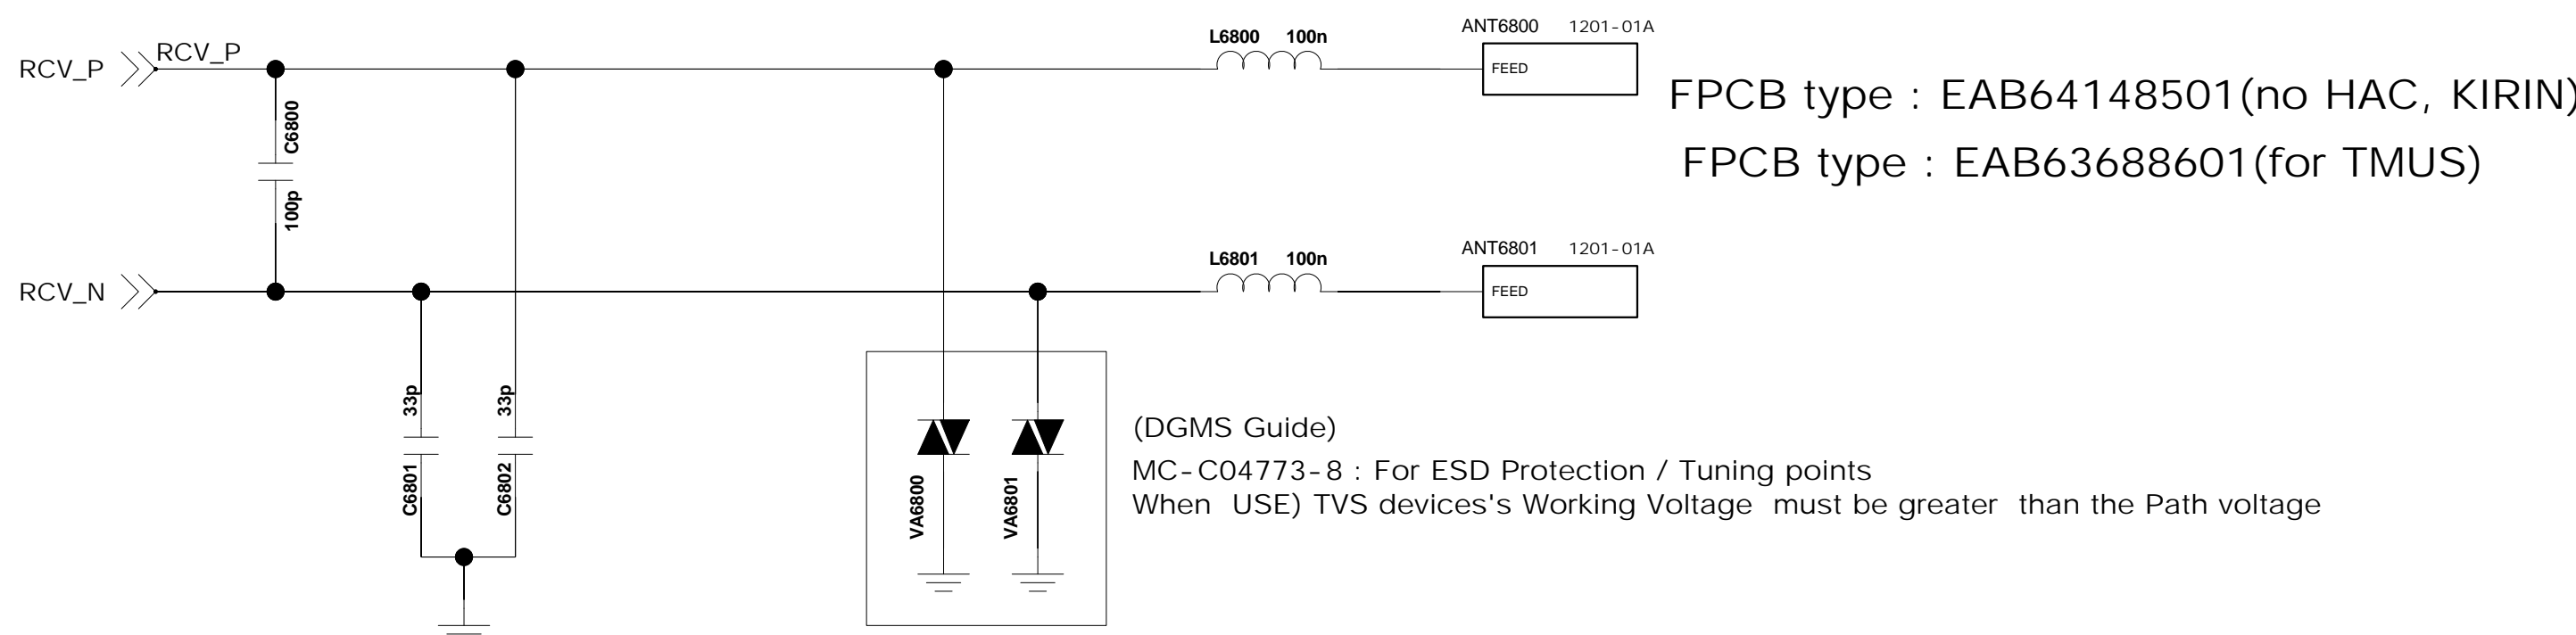 ANT6800 1201-01A
L6800 100n
RCV_P
RCV_P
FEED
FPCB type : EAB64148501(no HAC, KIRIN)
C6800
FPCB type : EAB63688601(for TMUS)
100p
ANT6801 1201-01A
L6801 100n
RCV_N
FEED
33p
33p
(DGMS Guide)
MC-C04773-8 : For ESD Protection / Tuning points
C6801
C6802
VA6800
VA6801
When USE) TVS devices's Working Voltage must be greater than the Path voltage